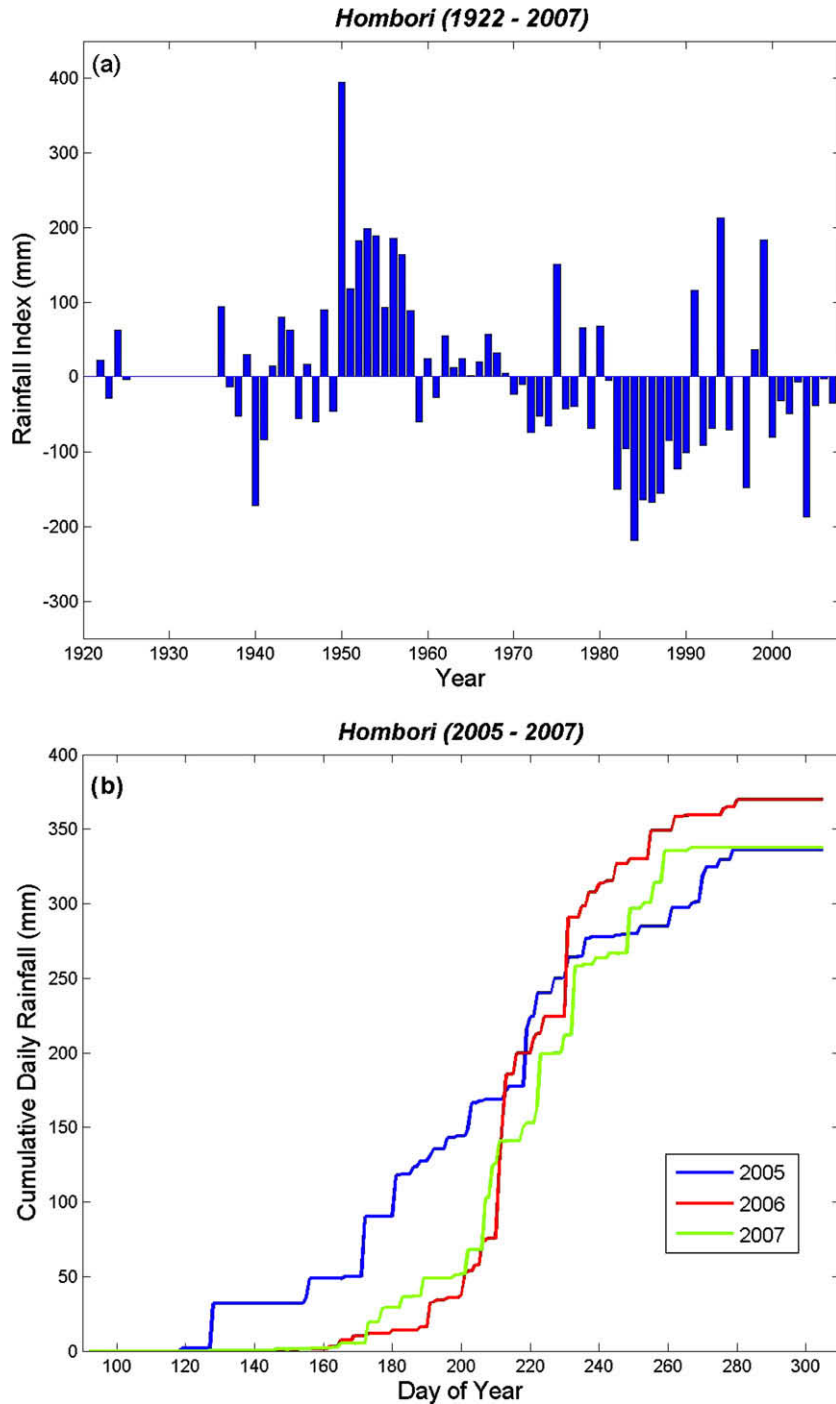 Hombori (1922 - 2007)
(a)
Rainfall Index (mm)
400
300
200
100
0
-100
-200
-300
1920 1930 1940 1950 1960 1970 1980 1990 2000
Year
Hombori (2005 - 2007)
(b)
Cumulative Daily Rainfall (mm)
400
350
300
250
200
150
100
50
0
2005
2006
2007
100 120 140 160 180 200 220 240 260 280 300
Day of Year